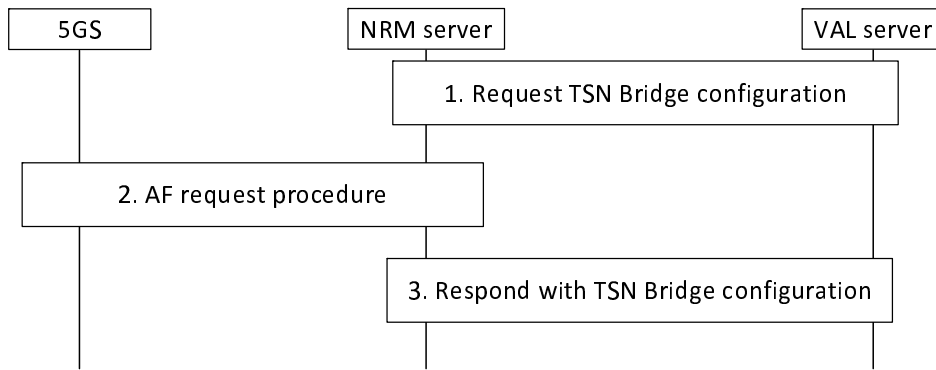 5GS
NRM server
VAL server
1. Request TSN Bridge configuration
2. AF request procedure
3. Respond with TSN Bridge configuration